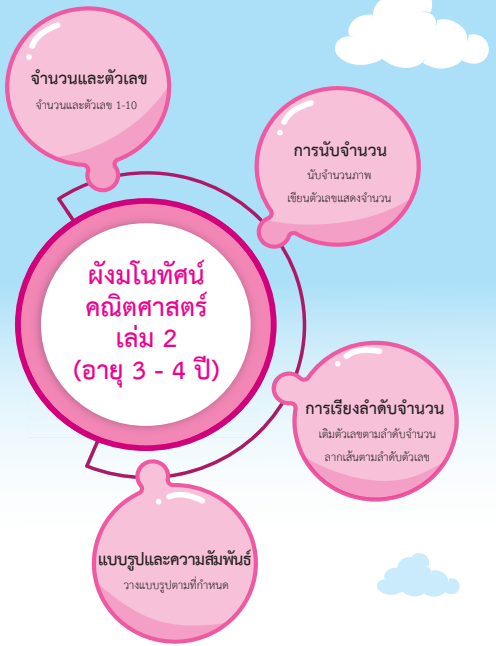 จำนวนและตัวเลข
จำนวนและตัวเลข 1-10
การนับจำนวน
นับจำนวนภาพ
เขียนตัวเลขแสดงจำนวน
ผังมโนทัศน์
คณิตศาสตร์
เล่ม 2
(อายุ 3 - 4 ปี)
การเรียงลำดับจำนวน
เติมตัวเลขตามลำดับจำนวน
ลากเส้นตามลำดับตัวเลข
แบบรูปและความสัมพันธ์
วางแบบรูปตามที่กำหนด